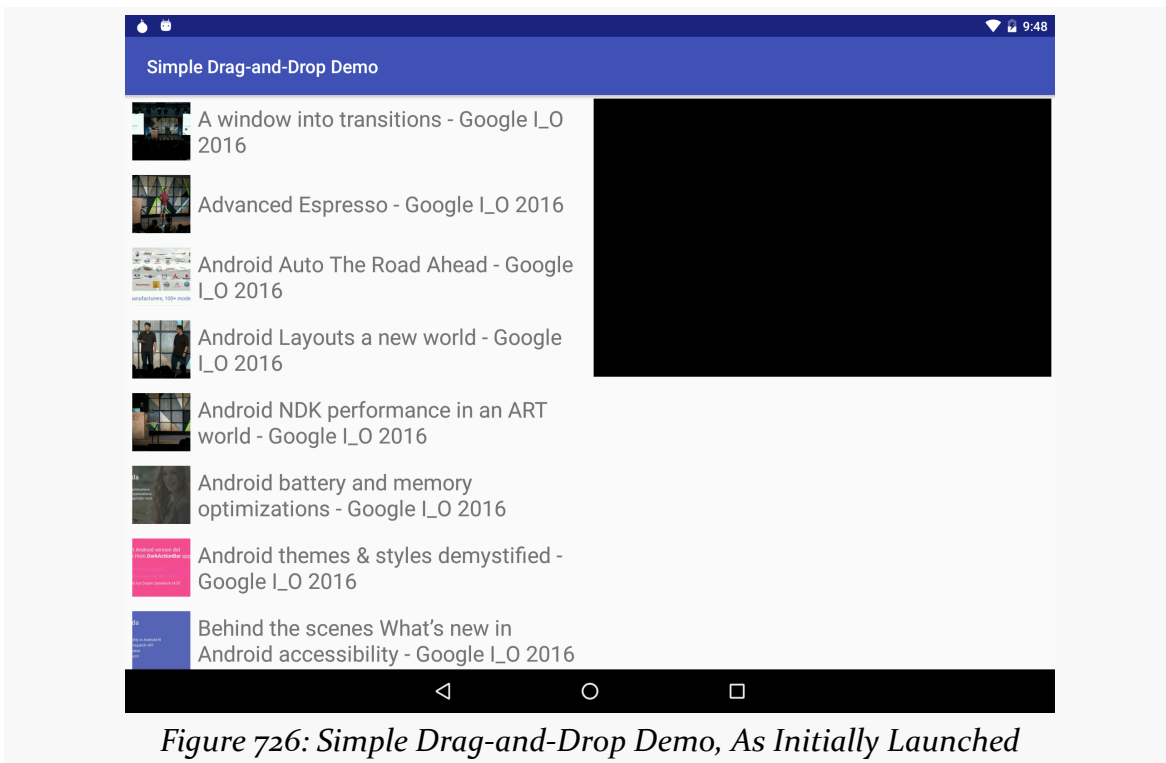 9:48
Simple Drag-and-Drop Demo
A window into transitions - Google I_O
2016
Advanced Espresso - Google I_O 2016
Android Auto The Road Ahead - Google
I_O 2016
manufacturers, 100+ mode
Android Layouts a new world - Google
I_O 2016
Android NDK performance in an ART
world - Google I_O 2016
Android battery and memory
optimizations - Google I_O 2016
Android themes & styles demystified -
Google I_O 2016
Behind the scenes What’s new in
Android accessibility - Google I_O 2016
Figure 726: Simple Drag-and-Drop Demo, As Initially Launched